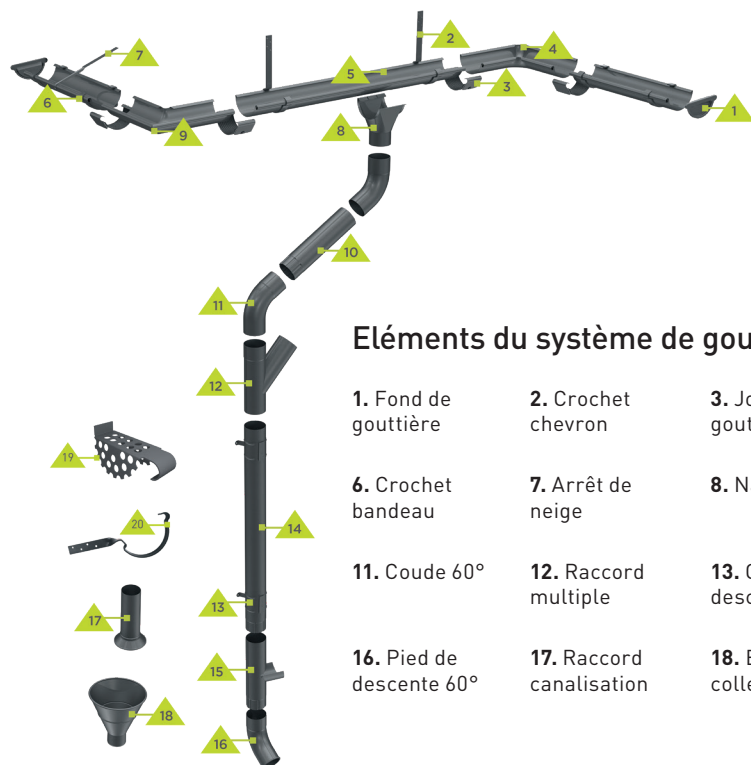 7
2
4
5
6
3
1
9
8
10
11
12
19
20
14
17
13
15
18
16
Eléments du système de gou
1. Fond de gouttière
2. Crochet chevron
3. Jo
gout
6. Crochet bandeau
7. Arrêt de neige
8. N
11. Coude 60°
12. Raccord multiple
13.
desc
16. Pied de descente 60°
17. Raccord canalisation
18.
colle